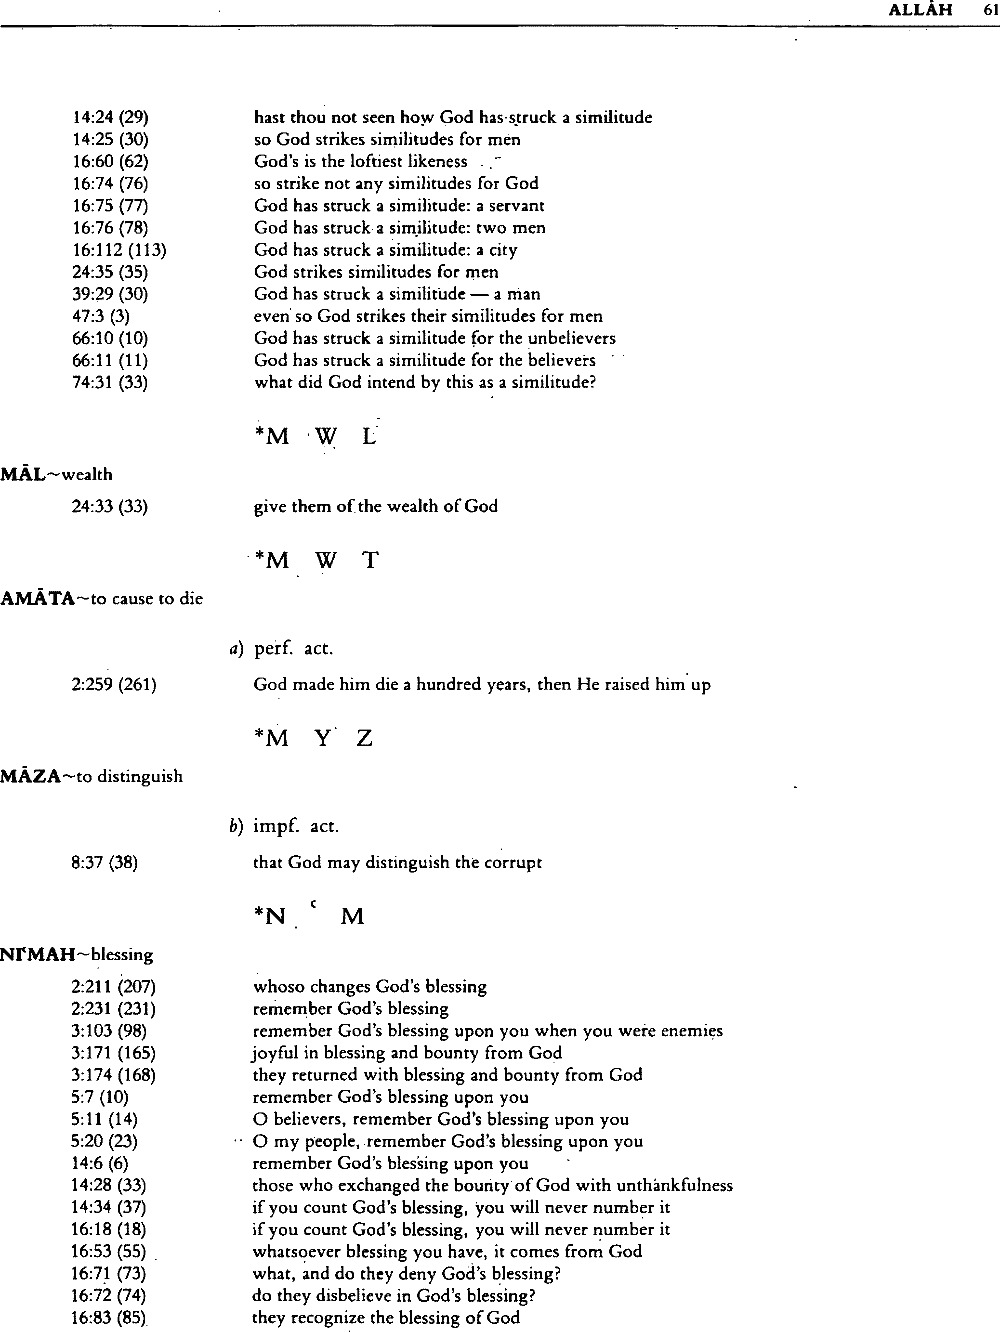 ALLĀH 61
14:24 (29) hast thou not seen how God has struck a similitude
14:25 (30) so God strikes similitudes for men
16:60 (62) God's is the loftiest likeness
16:74 (76) so strike not any similitudes for God
16:75 (77) God has struck a similitude: a servant
16:76 (78) God has struck a similitude: two men
16:112 (113) God has struck a similitude: a city
24:35 (35) God strikes similitudes for men
39:29 (30) God has struck a similitude — a man
47:3 (3) even so God strikes their similitudes for men
66:10 (10) God has struck a similitude for the unbelievers
66:11 (11) God has struck a similitude for the believers
74:31 (33) what did God intend by this as a similitude?
*M W L
MĀL~wealth
24:33 (33) give them of the wealth of God
*M W T
AMĀTA~to cause to die
a) perf. act.
2:259 (261) God made him die a hundred years, then He raised him up
*M Y Z
MĀZA~to distinguish
b) impf. act.
8:37 (38) that God may distinguish the corrupt
*N ʿ M
NIʿMAH~blessing
2:211 (207) whoso changes God's blessing
2:231 (231) remember God's blessing
3:103 (98) remember God's blessing upon you when you were enemies
3:171 (165) joyful in blessing and bounty from God
3:174 (168) they returned with blessing and bounty from God
5:7 (10) remember God's blessing upon you
5:11 (14) O believers, remember God's blessing upon you
5:20 (23) O my people, remember God's blessing upon you
14:6 (6) remember God's blessing upon you
14:28 (33) those who exchanged the bounty of God with unthankfulness
14:34 (37) if you count God's blessing, you will never number it
16:18 (18) if you count God's blessing, you will never number it
16:53 (55) whatsoever blessing you have, it comes from God
16:71 (73) what, and do they deny God's blessing?
16:72 (74) do they disbelieve in God's blessing?
16:83 (85) they recognize the blessing of God